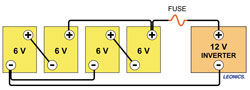 FUSE
6 V
6 V
6 V
6 V
12 V
INVERTER
LEONICS